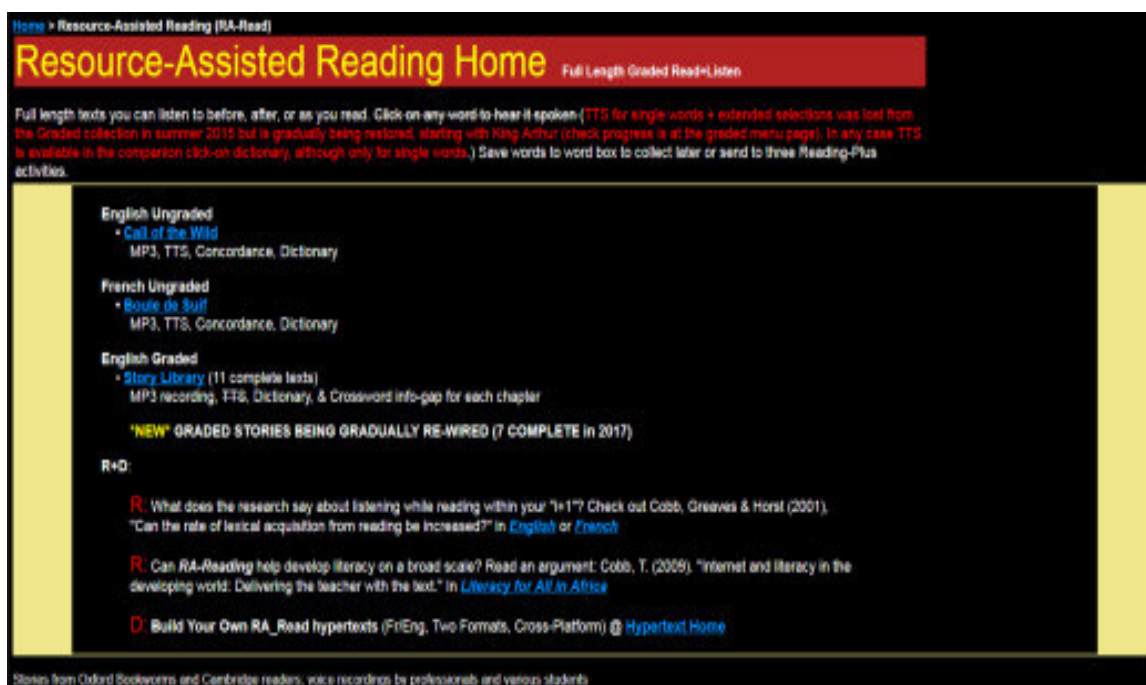 Home > Resource-Assisted Reading (RA-Read)
Resource-Assisted Reading Home Full Length Graded Read+Listen
Full length texts you can listen to before, after, or as you read. Click on any word to hear it spoken (TTS for single words + extended selections was lost from
the Graded collection in summer 2015 but is gradually being restored, starting with King Arthur (check progress is at the graded menu page). In any case TTS
is available in the companion click-on dictionary, although only for single words.) Save words to word box to collect later or send to three Reading-Plus
activities.
English Ungraded
• Call of the Wild
MP3, TTS, Concordance, Dictionary
French Ungraded
• Boule de Suif
MP3, TTS, Concordance, Dictionary
English Graded
• Story Library (11 complete texts)
MP3 recording, TTS, Dictionary, & Crossword info-gap for each chapter
*NEW* GRADED STORIES BEING GRADUALLY RE-WIRED (7 COMPLETE in 2017)
R+D:
R: What does the research say about listening while reading within your "i+1"? Check out Cobb, Greaves & Horst (2001),
"Can the rate of lexical acquisition from reading be increased?" in English or French
R: Can RA-Reading help develop literacy on a broad scale? Read an argument: Cobb, T. (2009). "Internet and literacy in the
developing world: Delivering the teacher with the text." In Literacy for All in Africa
D: Build Your Own RA_Read hypertexts (Fr/Eng, Two Formats, Cross-Platform) @ Hypertext Home
Stories from Oxford Bookworms and Cambridge readers; voice recordings by professionals and various students